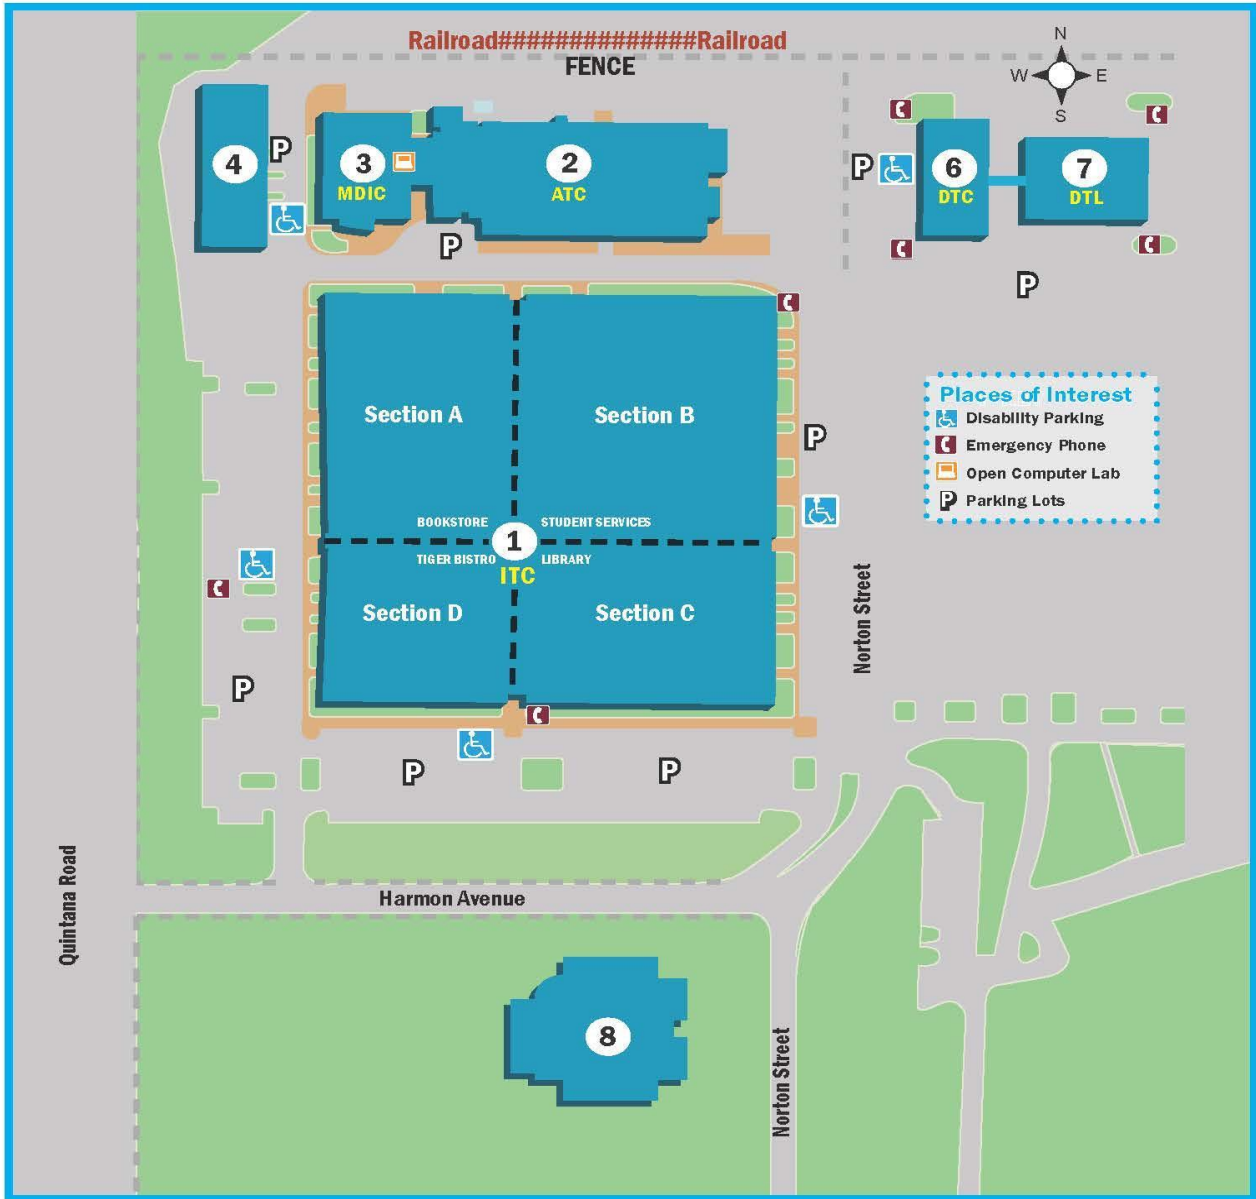 Railroad##############Railroad
FENCE
N
W E
S
4
P
3
MDIC
2
ATC
P
P
6
DTC
7
DTL
P
Section A
Section B
P
Places of Interest
Disability Parking
Emergency Phone
Open Computer Lab
P Parking Lots
BOOKSTORE
STUDENT SERVICES
1
TIGER BISTRO
LIBRARY
ITC
Section D
Section C
Norton Street
P
P
P
Quintana Road
Harmon Avenue
8
Norton Street